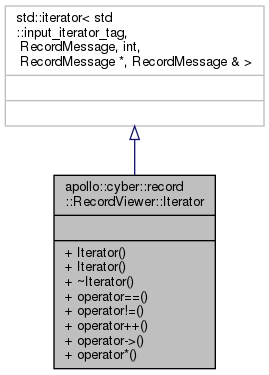 std::iterator< std
::input_iterator_tag,
RecordMessage, int,
RecordMessage *, RecordMessage & >
apollo::cyber::record
::RecordViewer::Iterator
+ Iterator()
+ Iterator()
+ ~Iterator()
+ operator==()
+ operator!=()
+ operator++()
+ operator->()
+ operator*()